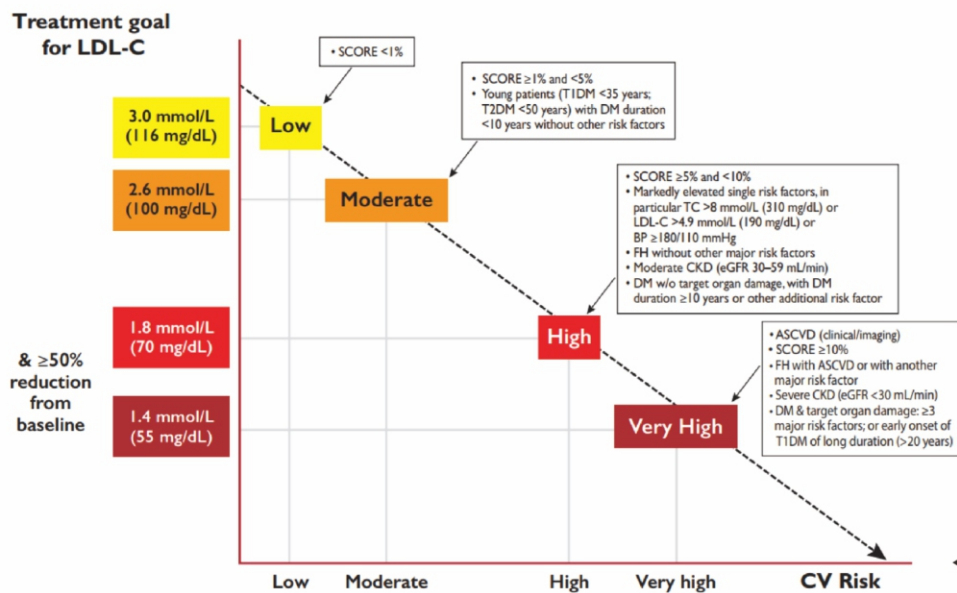 Treatment goal
for LDL-C
• SCORE <1%
• SCORE ≥1% and <5%
• Young patients (T1DM <35 years;
T2DM <50 years) with DM duration
<10 years without other risk factors
3.0 mmol/L
(116 mg/dL)
Low
2.6 mmol/L
(100 mg/dL)
Moderate
• SCORE ≥5% and <10%
• Markedly elevated single risk factors, in
particular TC >8 mmol/L (310 mg/dL) or
LDL-C >4.9 mmol/L (190 mg/dL) or
BP ≥180/110 mmHg
• FH without other major risk factors
• Moderate CKD (eGFR 30–59 mL/min)
• DM w/o target organ damage, with DM
duration ≥10 years or other additional risk factor
1.8 mmol/L
(70 mg/dL)
High
• ASCVD (clinical/imaging)
• SCORE ≥10%
• FH with ASCVD or with another
major risk factor
• Severe CKD (eGFR <30 mL/min)
• DM & target organ damage: ≥3
major risk factors; or early onset of
T1DM of long duration (>20 years)
& ≥50%
reduction
from
baseline
1.4 mmol/L
(55 mg/dL)
Very High
Low
Moderate
High
Very high
CV Risk